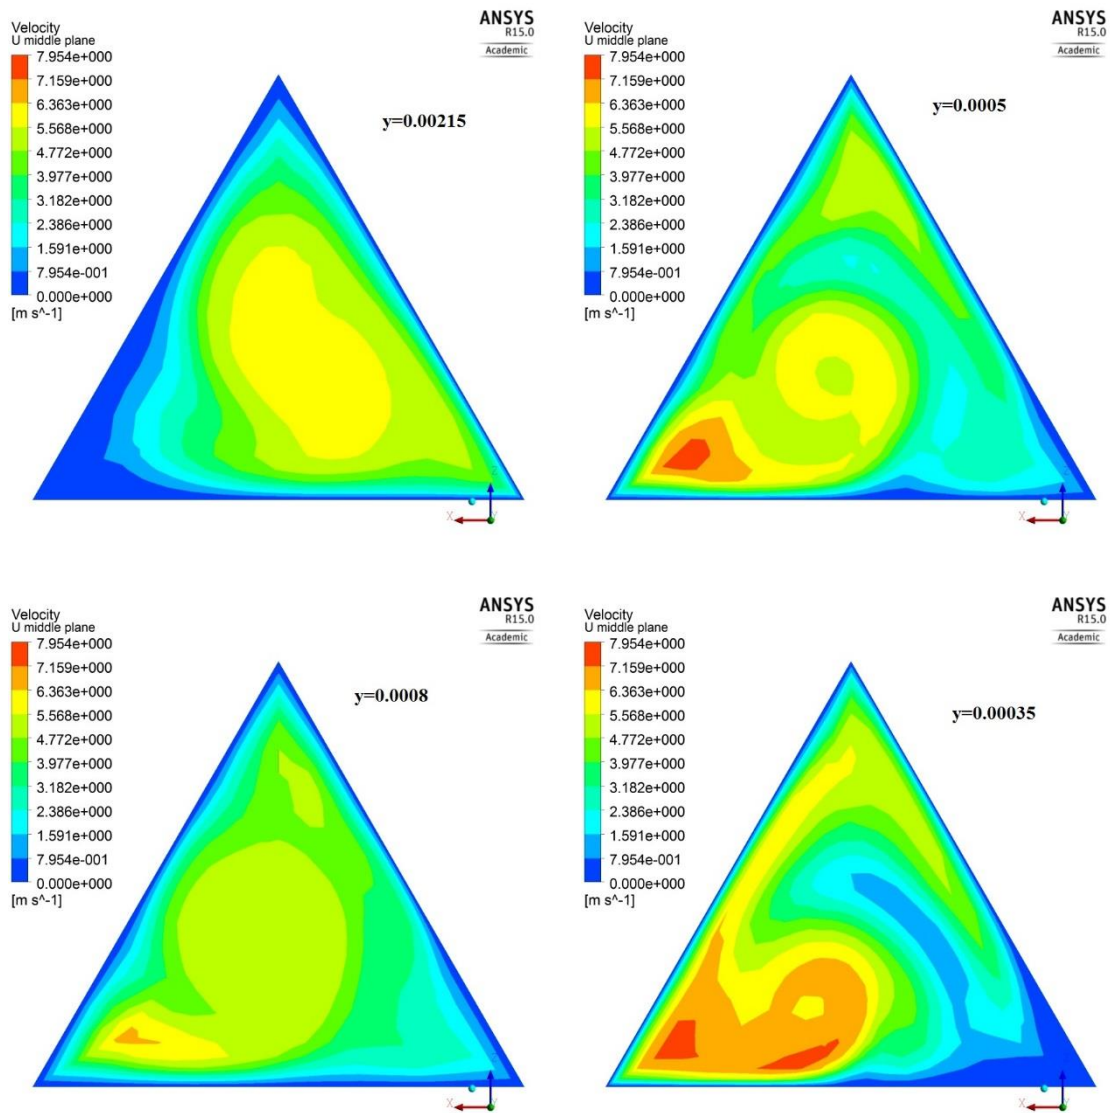 Velocity
U middle plane
7.954e+000
7.159e+000
6.363e+000
5.568e+000
4.772e+000
3.977e+000
3.182e+000
2.386e+000
1.591e+000
7.954e-001
0.000e+000
[m s^-1]
ANSYS
R15.0
Academic
y=0.00215
X
Velocity
U middle plane
7.954e+000
7.159e+000
6.363e+000
5.568e+000
4.772e+000
3.977e+000
3.182e+000
2.386e+000
1.591e+000
7.954e-001
0.000e+000
[m s^-1]
ANSYS
R15.0
Academic
y=0.0005
X
Velocity
U middle plane
7.954e+000
7.159e+000
6.363e+000
5.568e+000
4.772e+000
3.977e+000
3.182e+000
2.386e+000
1.591e+000
7.954e-001
0.000e+000
[m s^-1]
ANSYS
R15.0
Academic
y=0.0008
X
Velocity
U middle plane
7.954e+000
7.159e+000
6.363e+000
5.568e+000
4.772e+000
3.977e+000
3.182e+000
2.386e+000
1.591e+000
7.954e-001
0.000e+000
[m s^-1]
ANSYS
R15.0
Academic
y=0.00035
X